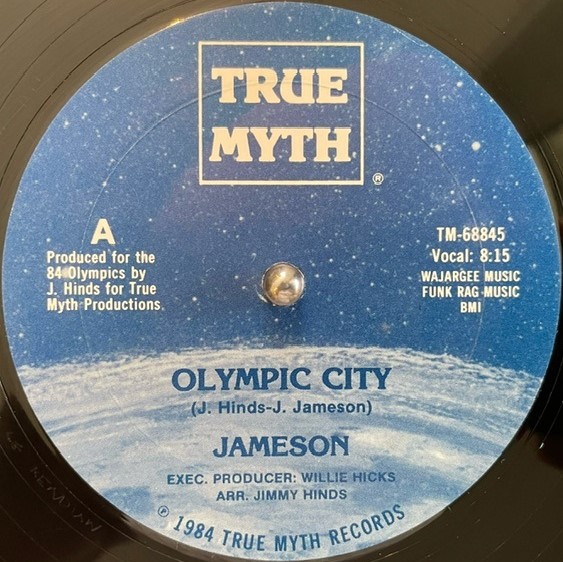 TRUE
MYTH
®
A
Produced for the
84 Olympics by
J. Hinds for True
Myth Productions
TM-68845
Vocal: 8:15
WAJARGEE MUSIC
FUNK RAG MUSIC
BMI
OLYMPIC CITY
(J. Hinds-J. Jameson)
JAMESON
EXEC. PRODUCER: WILLIE HICKS
ARR. JIMMY HINDS
℗ 1984 TRUE MYTH RECORDS